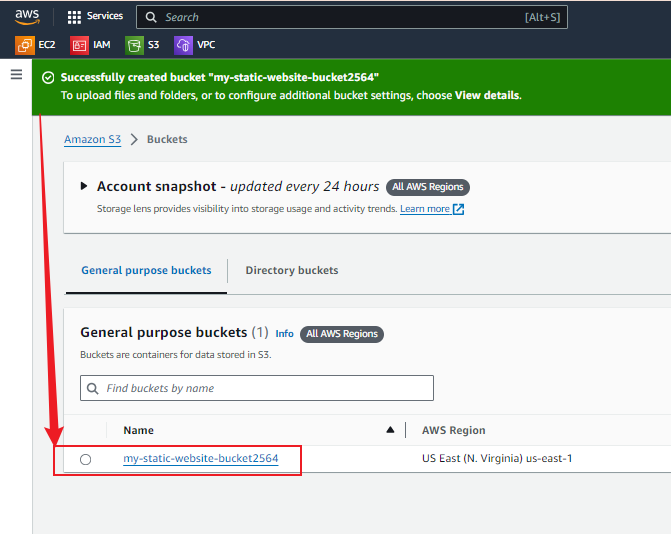 aws
Services
Search
[Alt+S]
EC2
IAM
S3
VPC
Successfully created bucket "my-static-website-bucket2564"
To upload files and folders, or to configure additional bucket settings, choose View details.
Amazon S3
Buckets
Account snapshot - updated every 24 hours
All AWS Regions
Storage lens provides visibility into storage usage and activity trends. Learn more
General purpose buckets
Directory buckets
General purpose buckets (1)
Info
All AWS Regions
Buckets are containers for data stored in S3.
Find buckets by name
Name
AWS Region
my-static-website-bucket2564
US East (N. Virginia) us-east-1